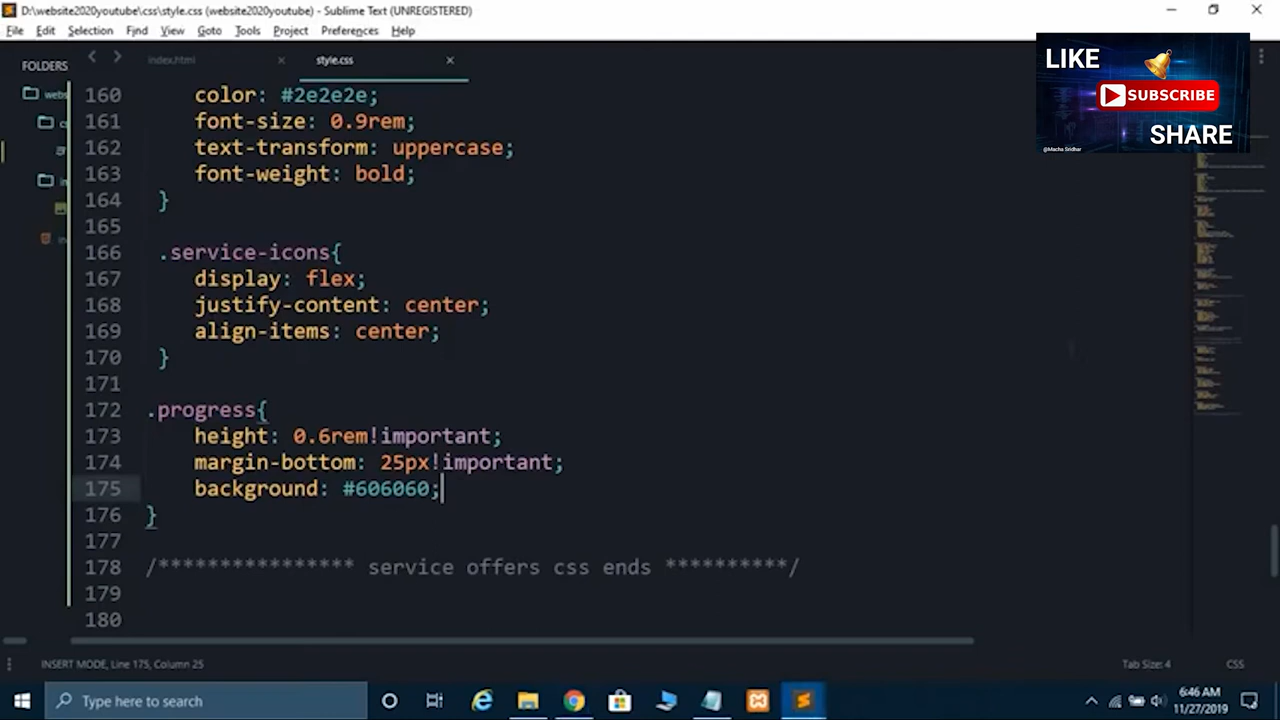 D:\website2020youtube\css\style.css (website2020youtube) - Sublime Text (UNREGISTERED)
File Edit Selection Find View Goto Tools Project Preferences Help
FOLDERS
index.html
style.css
webs
LIKE
SUBSCRIBE
SHARE
@Macha Sridhar
160 color: #2e2e2e;
161 font-size: 0.9rem;
162 text-transform: uppercase;
163 font-weight: bold;
164 }
165
166 .service-icons{
167 display: flex;
168 justify-content: center;
169 align-items: center;
170 }
171
172 .progress{
173 height: 0.6rem!important;
174 margin-bottom: 25px!important;
175 background: #606060;
176 }
177
178 /**************** service offers css ends **********/
179
180
INSERT MODE, Line 175, Column 25
Tab Size: 4
CSS
Type here to search
6:46 AM
11/27/2019